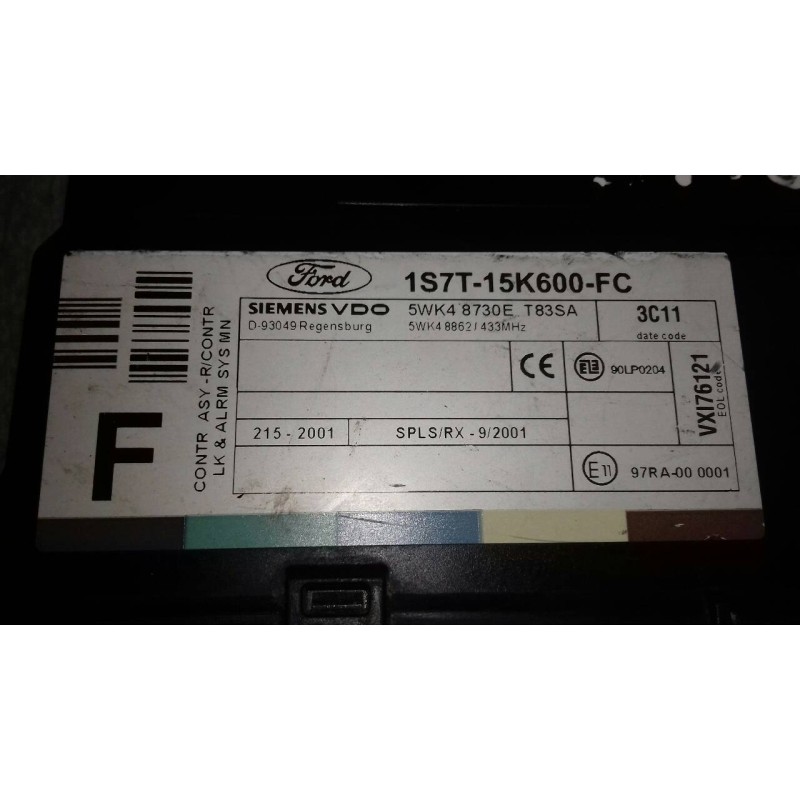 Ford
1S7T-15K600-FC
SIEMENS VDO
D-93049 Regensburg
5WK4 8730E T83SA
5WK4 8862 / 433MHz
3C11
date code
CE
90LP0204
VXI76121
EOL code
215 - 2001
SPLS/RX - 9/2001
E11
97RA-00 0001
F
CONTR ASY -R/CONTR
LK & ALRM SYS MN